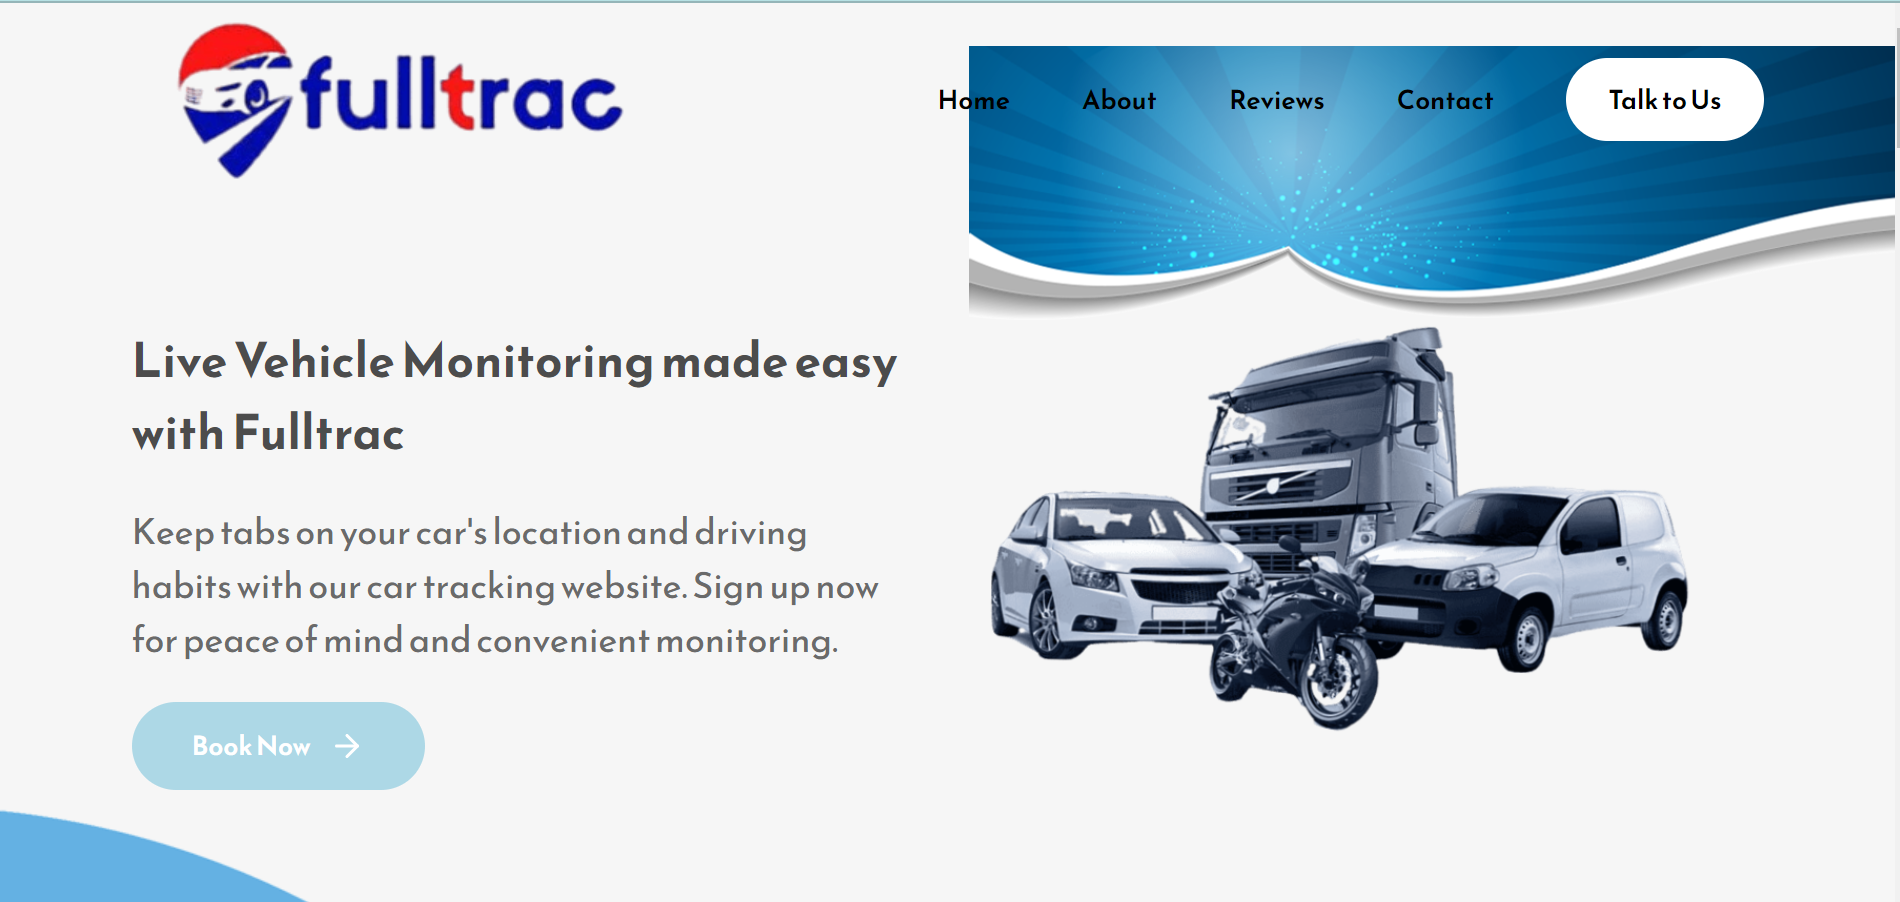 fulltrac
Home About Reviews Contact Talk to Us
Live Vehicle Monitoring made easy
with Fulltrac
Keep tabs on your car's location and driving
habits with our car tracking website. Sign up now
for peace of mind and convenient monitoring.
Book Now